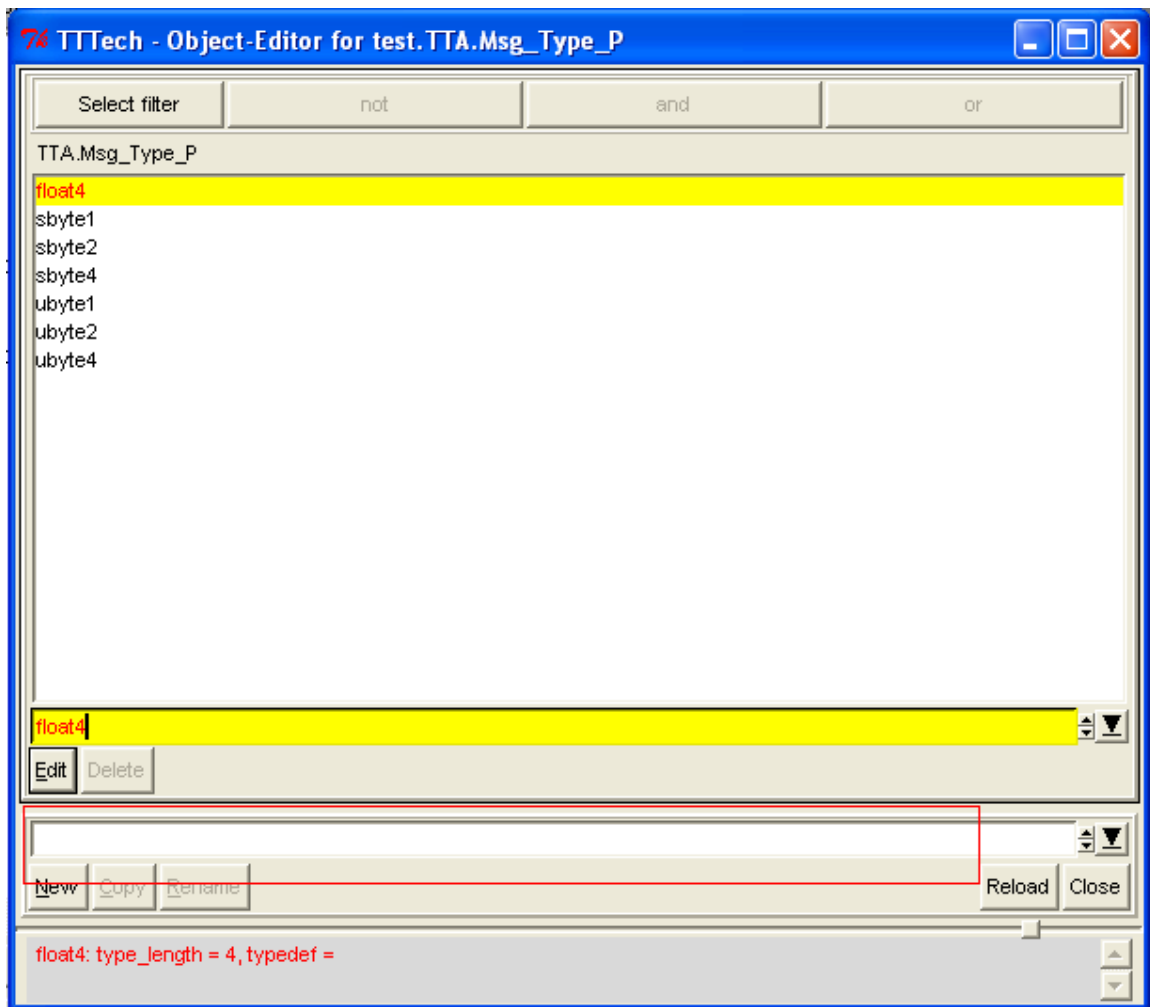 TTTech - Object-Editor for test.TTA.Msg_Type_P
Select filter not and or
TTA.Msg_Type_P
float4
sbyte1
sbyte2
sbyte4
ubyte1
ubyte2
ubyte4
float4
Edit Delete
New Copy Rename Reload Close
float4: type_length = 4, typedef =